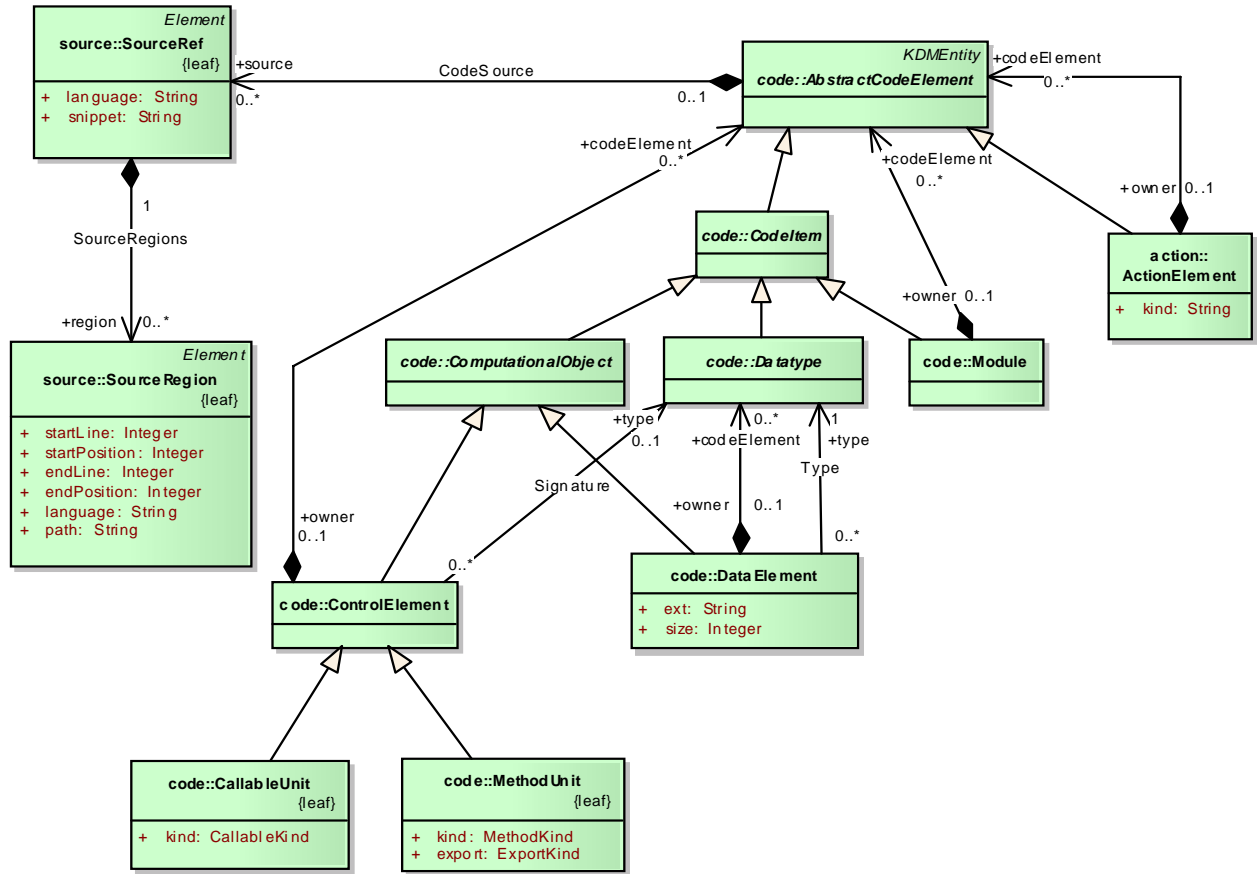 Element
source::SourceRef
{leaf}
+ language: String
+ snippet: String
+source
0..*
CodeSource
0..1
KDMEntity
code::AbstractCodeElement
+codeElement
0..*
+codeElement
0..*
+codeElement
0..*
1
SourceRegions
+region
0..*
code::CodeItem
+owner 0..1
action::
ActionElement
+ kind: String
+owner 0..1
Element
source::SourceRegion
{leaf}
+ startLine: Integer
+ startPosition: Integer
+ endLine: Integer
+ endPosition: Integer
+ language: String
+ path: String
code::ComputationalObject
code::Datatype
code::Module
+type
0..1
0..*
+codeElement
1
+type
Type
Signature
+owner
0..1
+owner
0..1
0..*
0..*
code::ControlElement
code::DataElement
+ ext: String
+ size: Integer
code::CallableUnit
{leaf}
+ kind: CallableKind
code::MethodUnit
{leaf}
+ kind: MethodKind
+ export: ExportKind